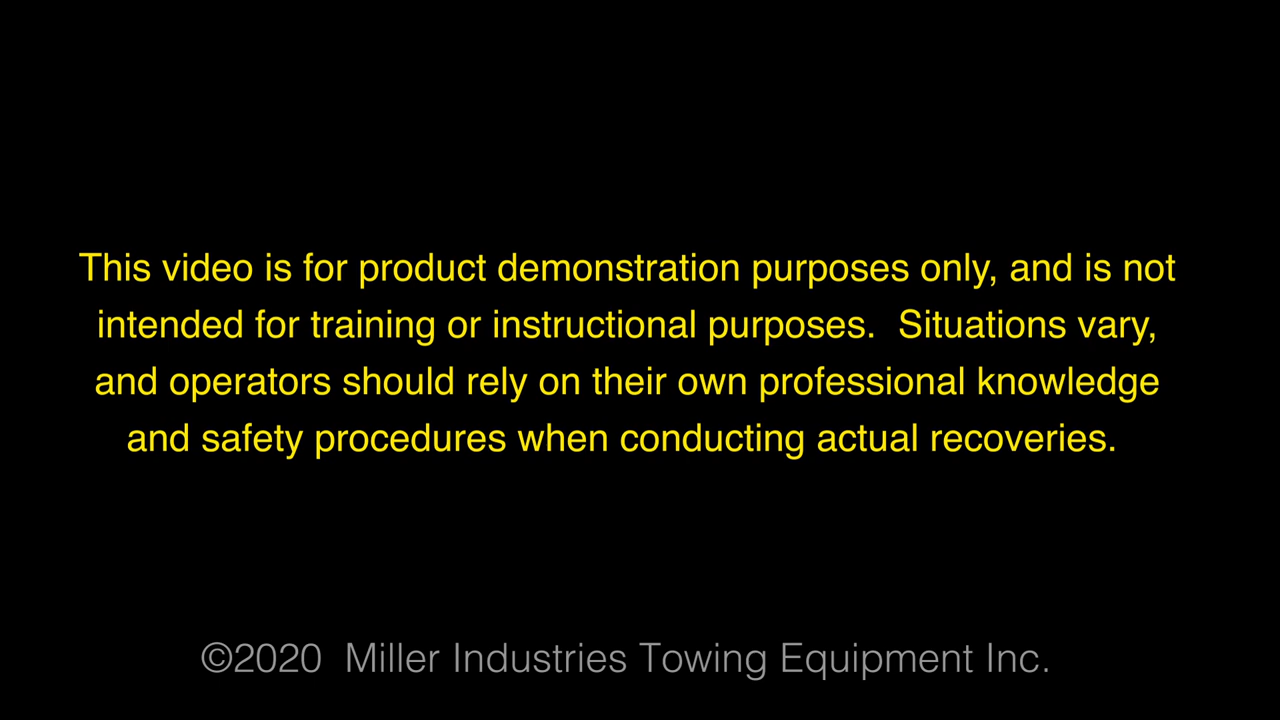 This video is for product demonstration purposes only, and is not
intended for training or instructional purposes.  Situations vary,
and operators should rely on their own professional knowledge
and safety procedures when conducting actual recoveries.
©2020  Miller Industries Towing Equipment Inc.